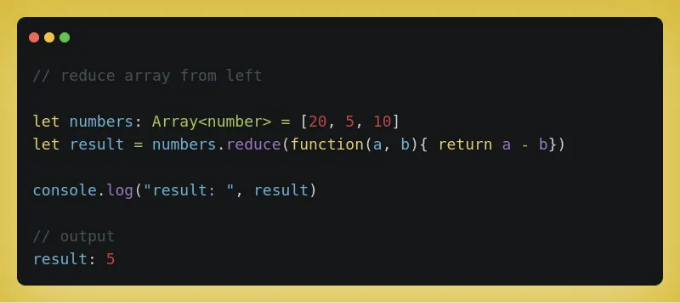 // reduce array from left
let numbers: Array<number> = [20, 5, 10]
let result = numbers.reduce(function(a, b){ return a - b})
console.log("result: ", result)
// output
result: 5